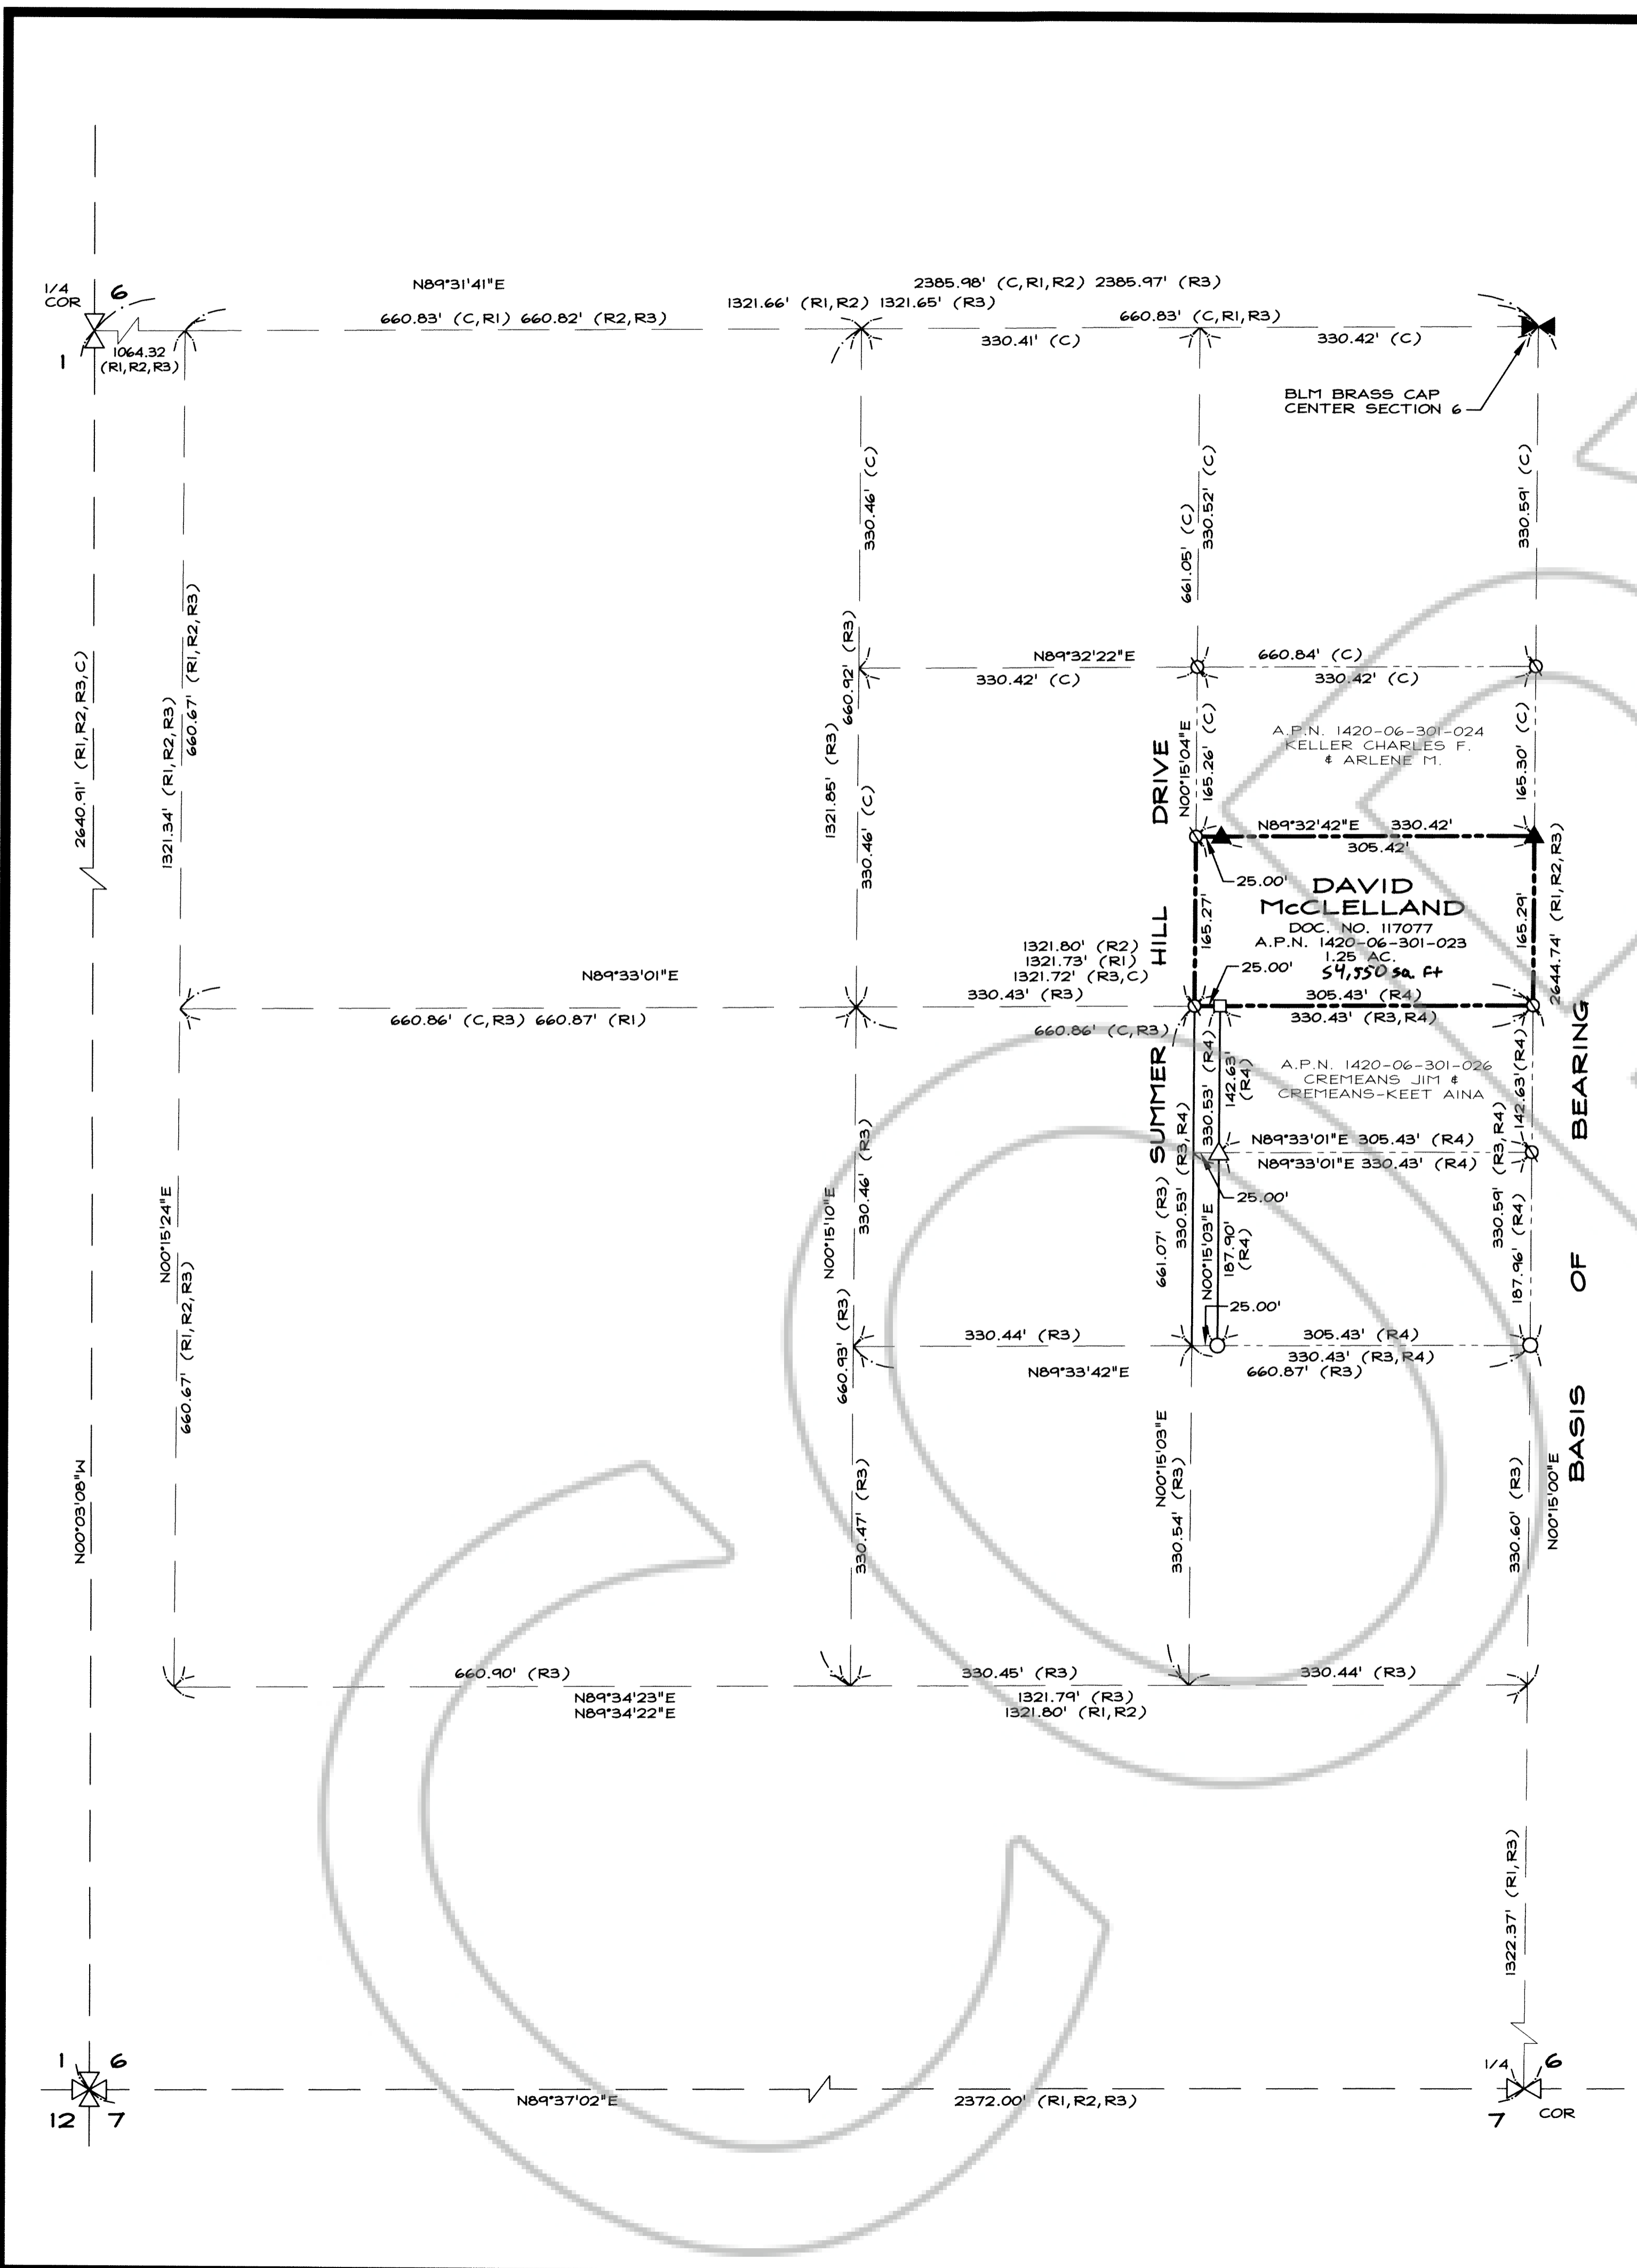 N89°31'41"E
2385.98' (C,R1,R2) 2385.97' (R3)
1/4
COR
6
1321.66' (R1,R2) 1321.65' (R3)
660.83' (C,R1) 660.82' (R2,R3)
660.83' (C,R1,R3)
1
1064.32
(R1,R2,R3)
330.41' (C)
330.42' (C)
BLM BRASS CAP
CENTER SECTION 6
330.46' (C)
661.05' (C)
330.52' (C)
330.59' (C)
2640.91' (R1,R2,R3,C)
1321.34' (R1,R2,R3)
660.67' (R1,R2,R3)
660.92' (R3)
N89°32'22"E
660.84' (C)
330.42' (C)
330.42' (C)
1321.85' (R3)
330.46' (C)
DRIVE
N00°15'04"E
165.26' (C)
A.P.N. 1420-06-301-024
KELLER CHARLES F.
& ARLENE M.
165.30' (C)
N89°32'42"E 330.42'
305.42'
25.00'
HILL
165.27'
DAVID
McCLELLAND
DOC. NO. 117077
A.P.N. 1420-06-301-023
1.25 AC.
54,550 sq. ft
165.29'
2644.74' (R1,R2,R3)
N89°33'01"E
1321.80' (R2)
1321.73' (R1)
1321.72' (R3,C)
25.00'
330.43' (R3)
305.43' (R4)
660.86' (C,R3) 660.87' (R1)
660.86' (C,R3)
330.43' (R3,R4)
SUMMER
330.53' (R4)
142.63'
(R4)
A.P.N. 1420-06-301-026
CREMEANS JIM &
CREMEANS-KEET AINA
142.63' (R4)
BEARING
330.46' (R3)
661.07' (R3)
330.53' (R3,R4)
N89°33'01"E 305.43' (R4)
N89°33'01"E 330.43' (R4)
330.59' (R3,R4)
N00°15'24"E
N00°15'10"E
25.00'
N00°15'03"E
187.90'
(R4)
187.96' (R4)
OF
660.67' (R1,R2,R3)
660.93' (R3)
25.00'
330.44' (R3)
305.43' (R4)
330.43' (R3,R4)
N89°33'42"E
660.87' (R3)
BASIS
N00°03'08"W
330.47' (R3)
N00°15'03"E
330.54' (R3)
330.60' (R3)
N00°15'00"E
660.90' (R3)
330.45' (R3)
330.44' (R3)
N89°34'23"E
1321.79' (R3)
N89°34'22"E
1321.80' (R1,R2)
1322.37' (R1,R3)
1
6
1/4
6
N89°37'02"E
2372.00' (R1,R2,R3)
12
7
7
COR